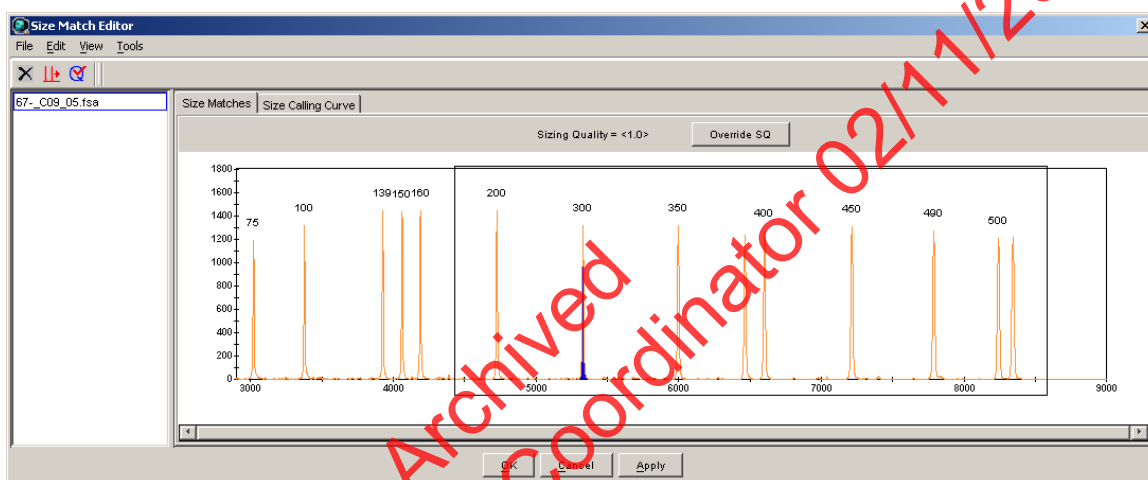 Size Match Editor
File Edit View Tools
67-_C09_05.fsa
Size Matches Size Calling Curve
Sizing Quality = <1.0> Override SQ
1800
1600
1400
1200
1000
800
600
400
200
0
75 100 139 150 160 200 300 350 400 450 490 500
3000 4000 5000 6000 7000 8000 9000
OK Cancel Apply
Archived
Coordinator 02/11/20